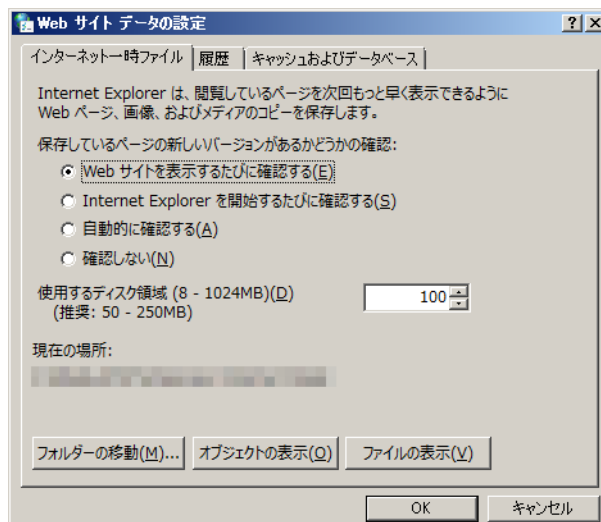 Web サイト データの設定
インターネット一時ファイル 履歴 キャッシュおよびデータベース
Internet Explorer は、閲覧しているページを次回もっと早く表示できるように
Web ページ、画像、およびメディアのコピーを保存します。
保存しているページの新しいバージョンがあるかどうかの確認:
Web サイトを表示するたびに確認する(E)
Internet Explorer を開始するたびに確認する(S)
自動的に確認する(A)
確認しない(N)
使用するディスク領域 (8 - 1024MB)(D) 100
(推奨: 50 - 250MB)
現在の場所:
フォルダーの移動(M)... オブジェクトの表示(O) ファイルの表示(V)
OK キャンセル